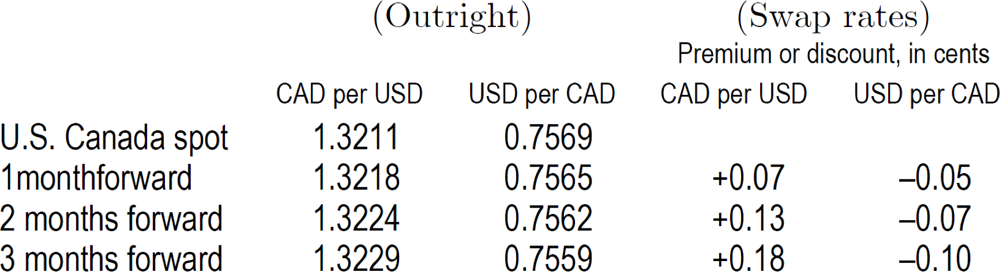 (Outright) (Swap rates)
Premium or discount, in cents
CAD per USD USD per CAD CAD per USD USD per CAD
U.S. Canada spot 1.3211 0.7569
1monthforward 1.3218 0.7565 +0.07 –0.05
2 months forward 1.3224 0.7562 +0.13 –0.07
3 months forward 1.3229 0.7559 +0.18 –0.10